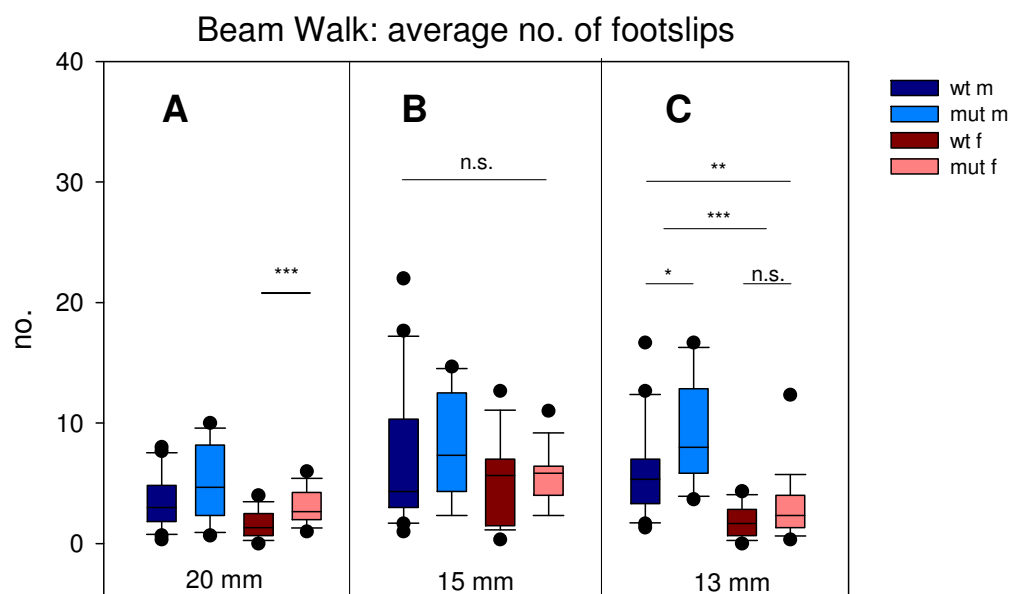 Beam Walk: average no. of footslips
40
30
20
10
0
no.
A
B
C
***
n.s.
**
***
*
n.s.
20 mm
15 mm
13 mm
wt m
mut m
wt f
mut f